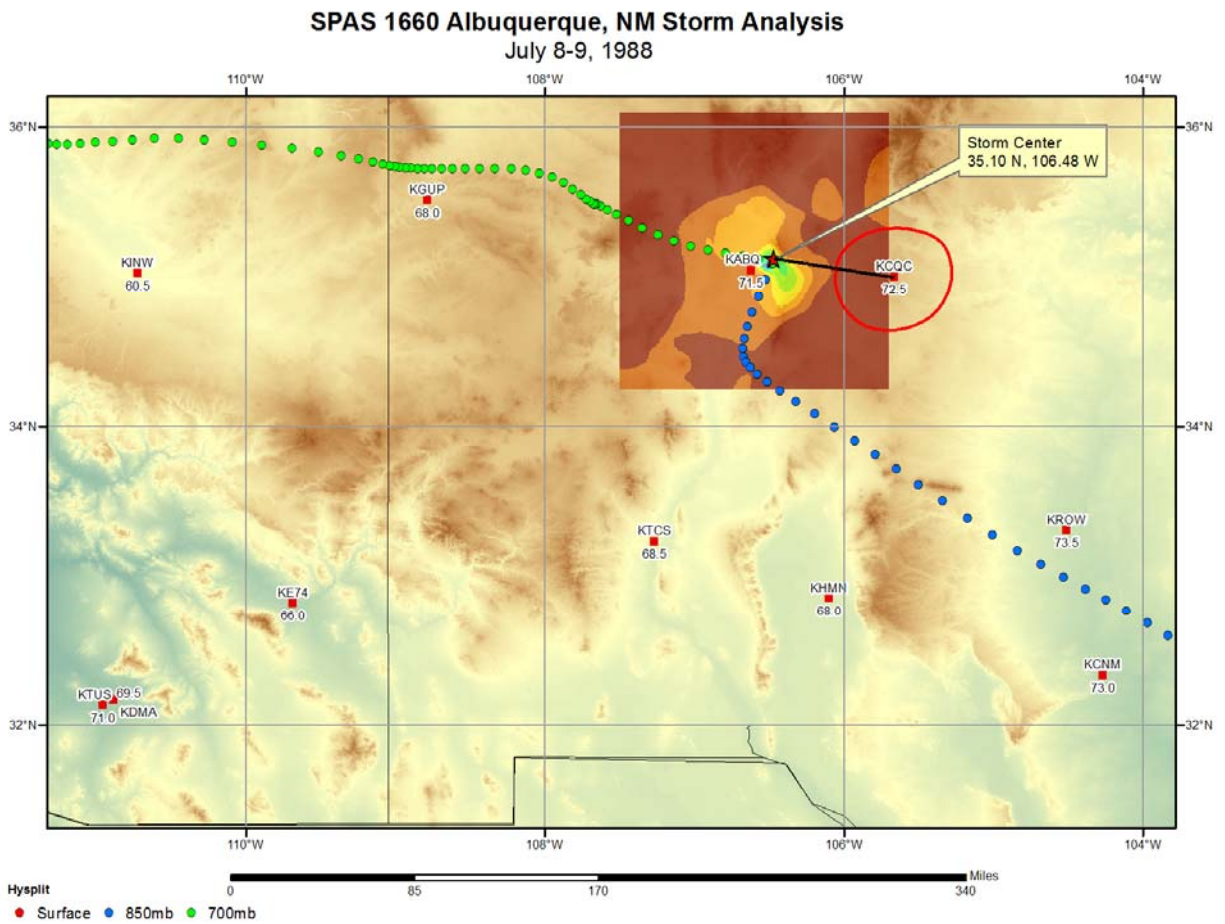 SPAS 1660 Albuquerque, NM Storm Analysis
July 8-9, 1988
110°W 108°W 106°W 104°W
36°N 36°N
Storm Center
35.10 N, 106.48 W
KGUP
68.0
KINW
60.5
KABQ
71.5
KCQC
72.5
34°N 34°N
KROW
73.5
KTCS
68.5
KHMN
68.0
KE74
66.0
KCNM
73.0
KTUS 69.5
KDMA
71.0
32°N 32°N
110°W 108°W 106°W 104°W
Miles
0 85 170 340
Hysplit
Surface 850mb 700mb